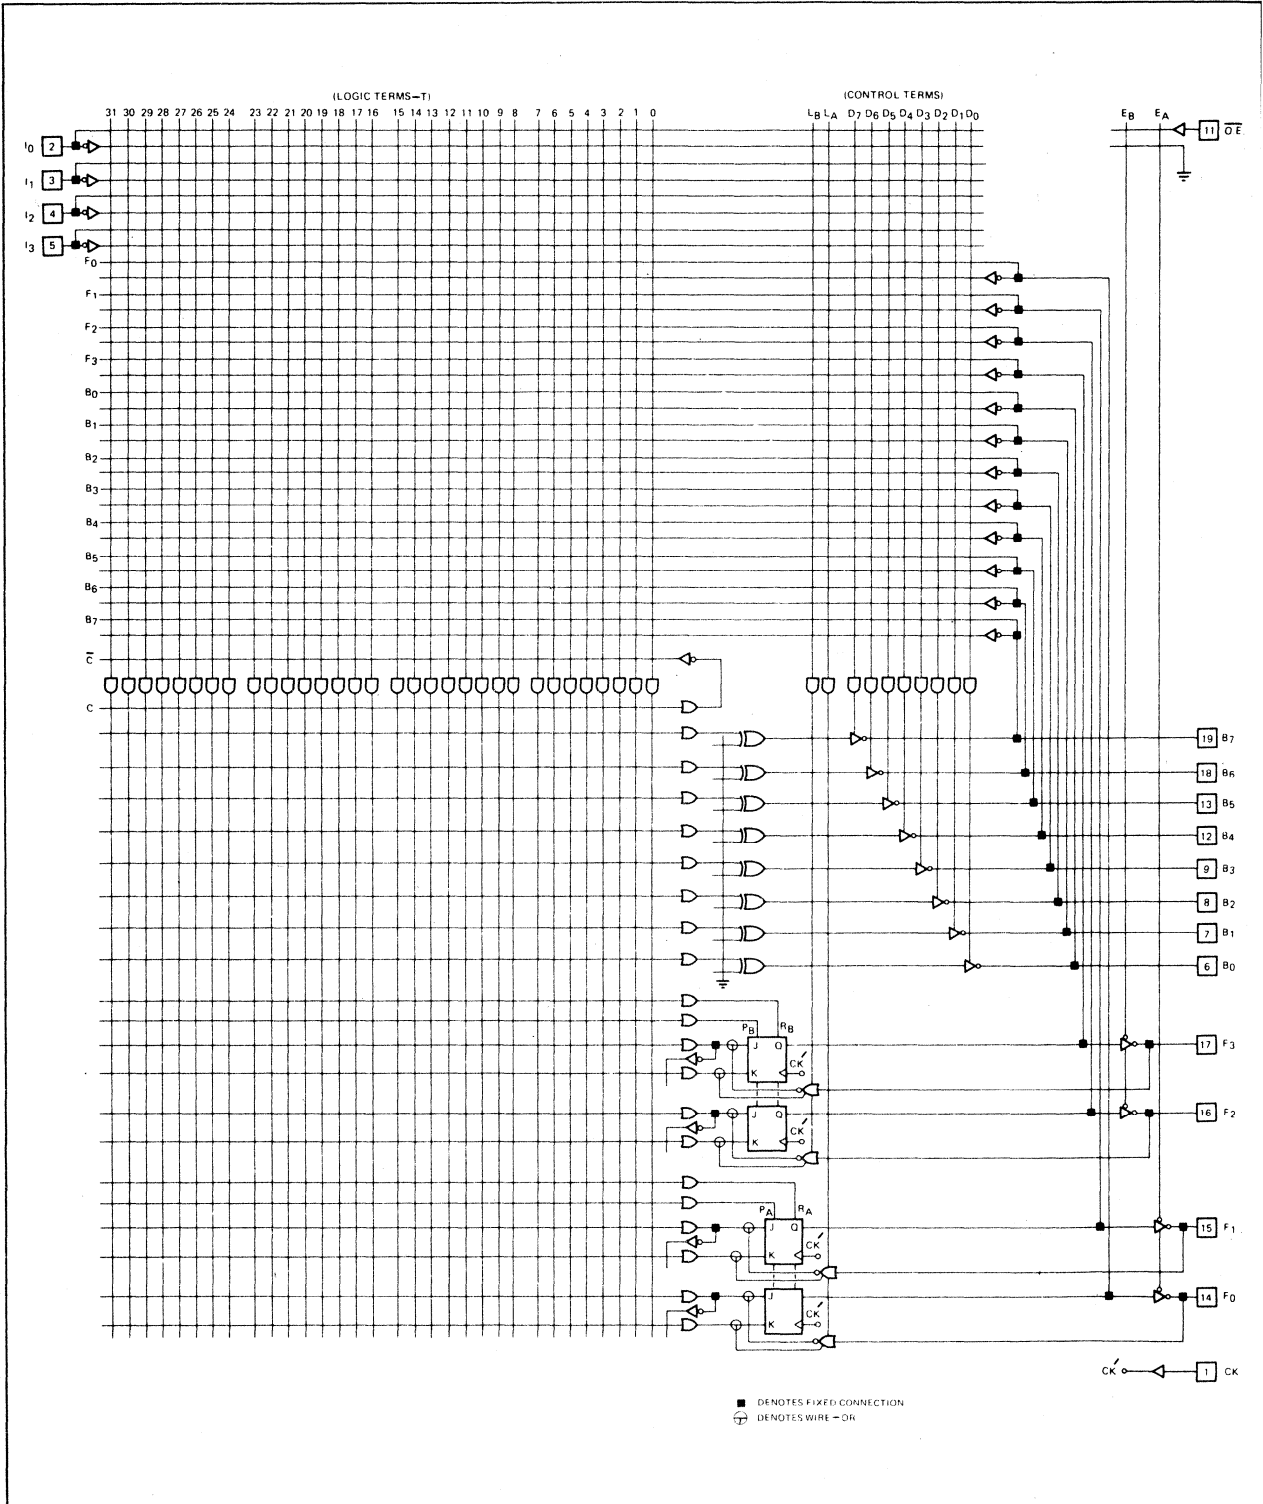 (LOGIC TERMS–T) (CONTROL TERMS)
31 30 29 28 27 26 25 24 23 22 21 20 19 18 17 16 15 14 13 12 11 10 9 8 7 6 5 4 3 2 1 0 LB LA D7 D6 D5 D4 D3 D2 D1 D0 EB EA
11 O̅E̅
I0 2
I1 3
I2 4
I3 5
F0
F1
F2
F3
B0
B1
B2
B3
B4
B5
B6
B7
C̅
C
19 B7
18 B6
13 B5
12 B4
9 B3
8 B2
7 B1
6 B0
PB RB
J Q 17 F3
K CK′
J Q 16 F2
K CK′
PA RA
J Q 15 F1
K CK′
J 14 F0
K CK′
CK′ 1 CK
■ DENOTES FIXED CONNECTION
DENOTES WIRE–OR